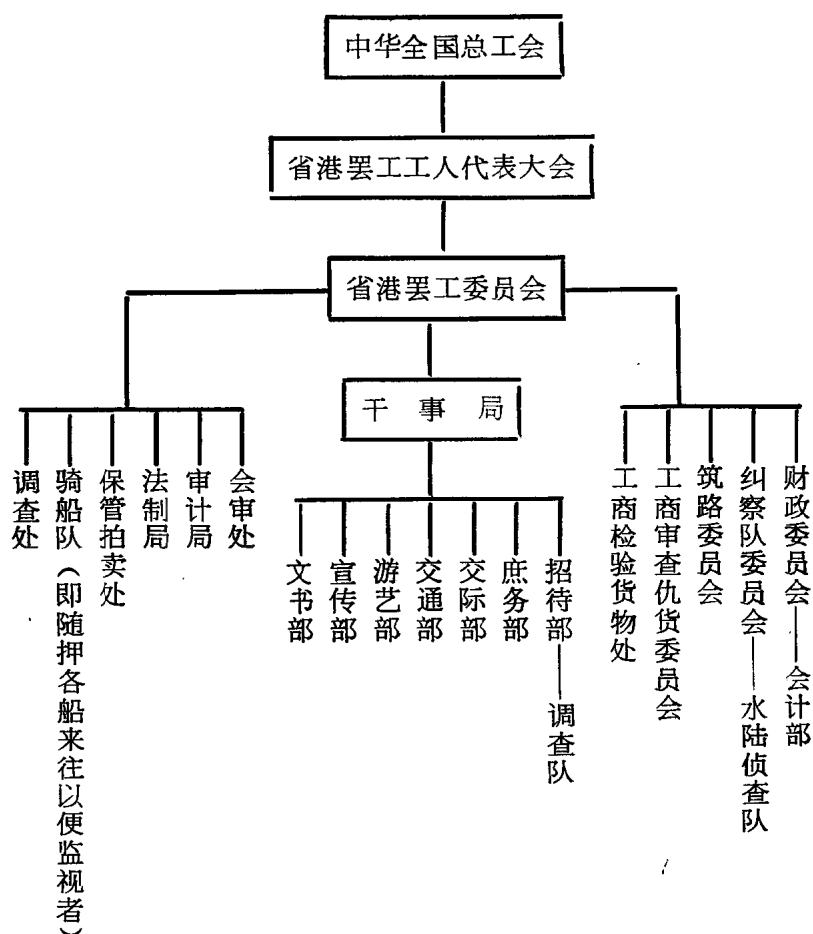 中华全国总工会
省港罢工工人代表大会
省港罢工委员会
干事局
调查处
骑船队（即随押各船来往以便监视者）
保管拍卖处
法制局
审计局
会审处
文书部
宣传部
游艺部
交通部
交际部
庶务部
招待部——调查队
工商检验货物处
工商审查仇货委员会
筑路委员会
纠察队委员会——水陆侦查队
财政委员会——会计部